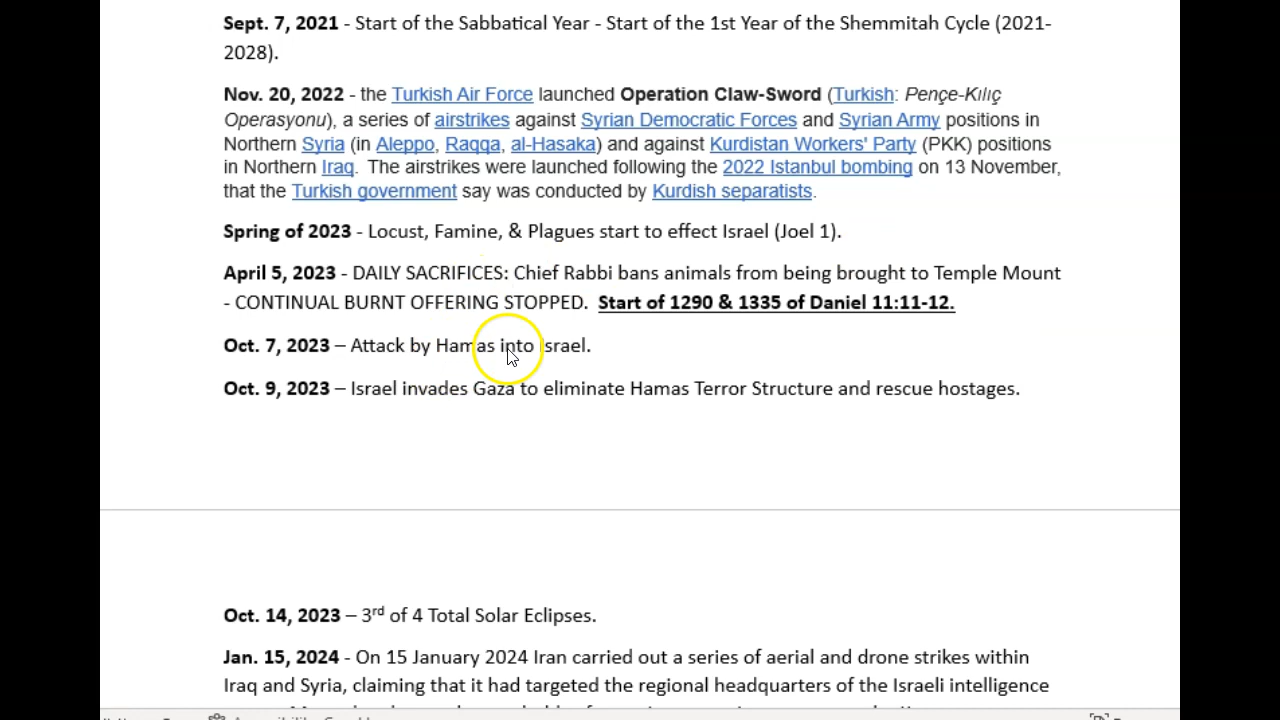 Sept. 7, 2021 - Start of the Sabbatical Year - Start of the 1st Year of the Shemmitah Cycle (2021-
2028).
Nov. 20, 2022 - the Turkish Air Force launched Operation Claw-Sword (Turkish: Pençe-Kılıç
Operasyonu), a series of airstrikes against Syrian Democratic Forces and Syrian Army positions in
Northern Syria (in Aleppo, Raqqa, al-Hasaka) and against Kurdistan Workers' Party (PKK) positions
in Northern Iraq. The airstrikes were launched following the 2022 Istanbul bombing on 13 November,
that the Turkish government say was conducted by Kurdish separatists.
Spring of 2023 - Locust, Famine, & Plagues start to effect Israel (Joel 1).
April 5, 2023 - DAILY SACRIFICES: Chief Rabbi bans animals from being brought to Temple Mount
- CONTINUAL BURNT OFFERING STOPPED. Start of 1290 & 1335 of Daniel 11:11-12.
Oct. 7, 2023 – Attack by Hamas into Israel.
Oct. 9, 2023 – Israel invades Gaza to eliminate Hamas Terror Structure and rescue hostages.
Oct. 14, 2023 – 3rd of 4 Total Solar Eclipses.
Jan. 15, 2024 - On 15 January 2024 Iran carried out a series of aerial and drone strikes within
Iraq and Syria, claiming that it had targeted the regional headquarters of the Israeli intelligence